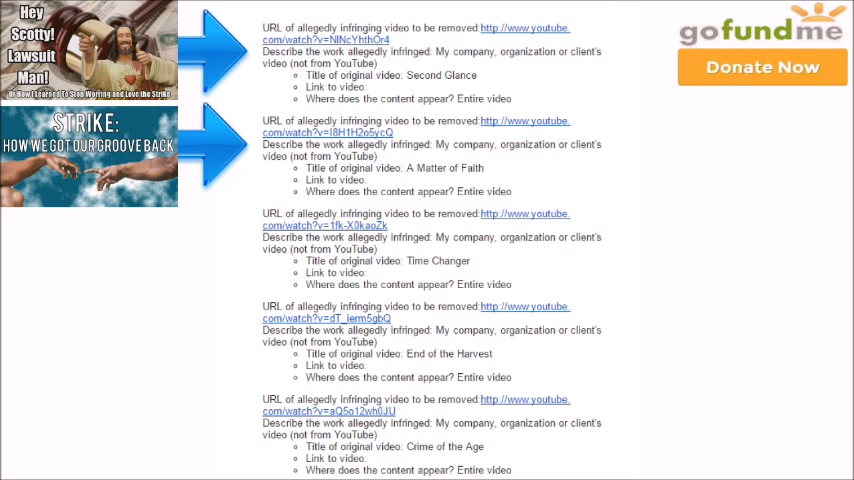 Hey
Scotty!
Lawsuit
Man!
Or How I Learned To Stop Worring and Love the Strike
STRIKE:
HOW WE GOT OUR GROOVE BACK
URL of allegedly infringing video to be removed:http://www.youtube.
com/watch?v=NlNcYhthOr4
Describe the work allegedly infringed: My company, organization or client's
video (not from YouTube)
Title of original video: Second Glance
Link to video:
Where does the content appear? Entire video
URL of allegedly infringing video to be removed:http://www.youtube.
com/watch?v=I8H1H2o5ycQ
Describe the work allegedly infringed: My company, organization or client's
video (not from YouTube)
Title of original video: A Matter of Faith
Link to video:
Where does the content appear? Entire video
URL of allegedly infringing video to be removed:http://www.youtube.
com/watch?v=1fk-X0kaoZk
Describe the work allegedly infringed: My company, organization or client's
video (not from YouTube)
Title of original video: Time Changer
Link to video:
Where does the content appear? Entire video
URL of allegedly infringing video to be removed:http://www.youtube.
com/watch?v=dT_ierm5gbQ
Describe the work allegedly infringed: My company, organization or client's
video (not from YouTube)
Title of original video: End of the Harvest
Link to video:
Where does the content appear? Entire video
URL of allegedly infringing video to be removed:http://www.youtube.
com/watch?v=aQ5o12wh0JU
Describe the work allegedly infringed: My company, organization or client's
video (not from YouTube)
Title of original video: Crime of the Age
Link to video:
Where does the content appear? Entire video
gofundme
Donate Now